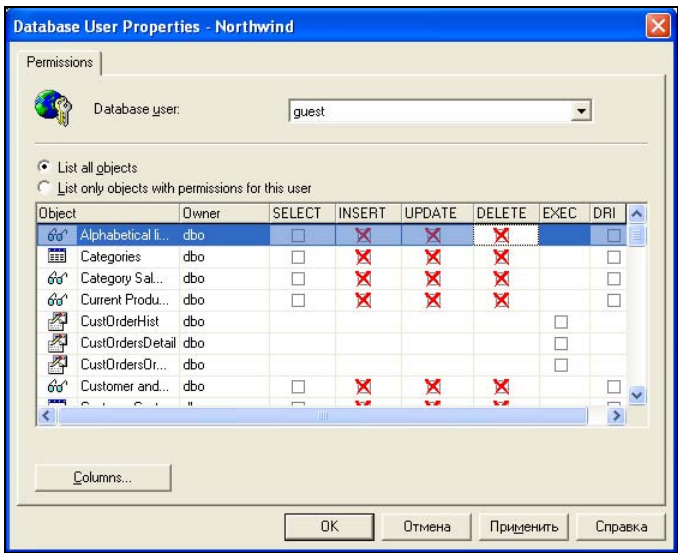 Database User Properties - Northwind
Permissions
Database user:
guest
List all objects
List only objects with permissions for this user
Object Owner SELECT INSERT UPDATE DELETE EXEC DRI
Alphabetical li... dbo
Categories dbo
Category Sal... dbo
Current Produ... dbo
CustOrderHist dbo
CustOrdersDetail dbo
CustOrdersOr... dbo
Customer and... dbo
Columns...
OK Отмена Применить Справка